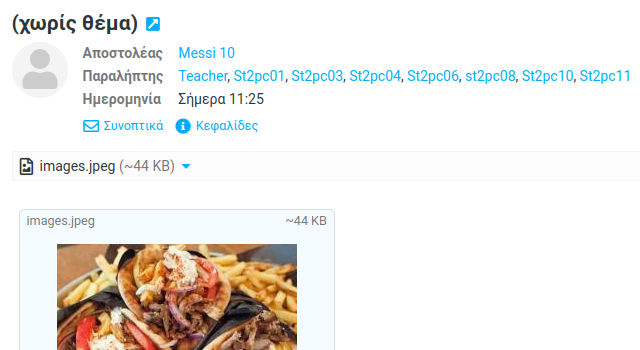 (χωρίς θέμα)
Αποστολέας Messi 10
Παραλήπτης Teacher, St2pc01, St2pc03, St2pc04, St2pc06, st2pc08, St2pc10, St2pc11
Ημερομηνία Σήμερα 11:25
Συνοπτικά Κεφαλίδες
images.jpeg (~44 KB)
images.jpeg ~44 KB